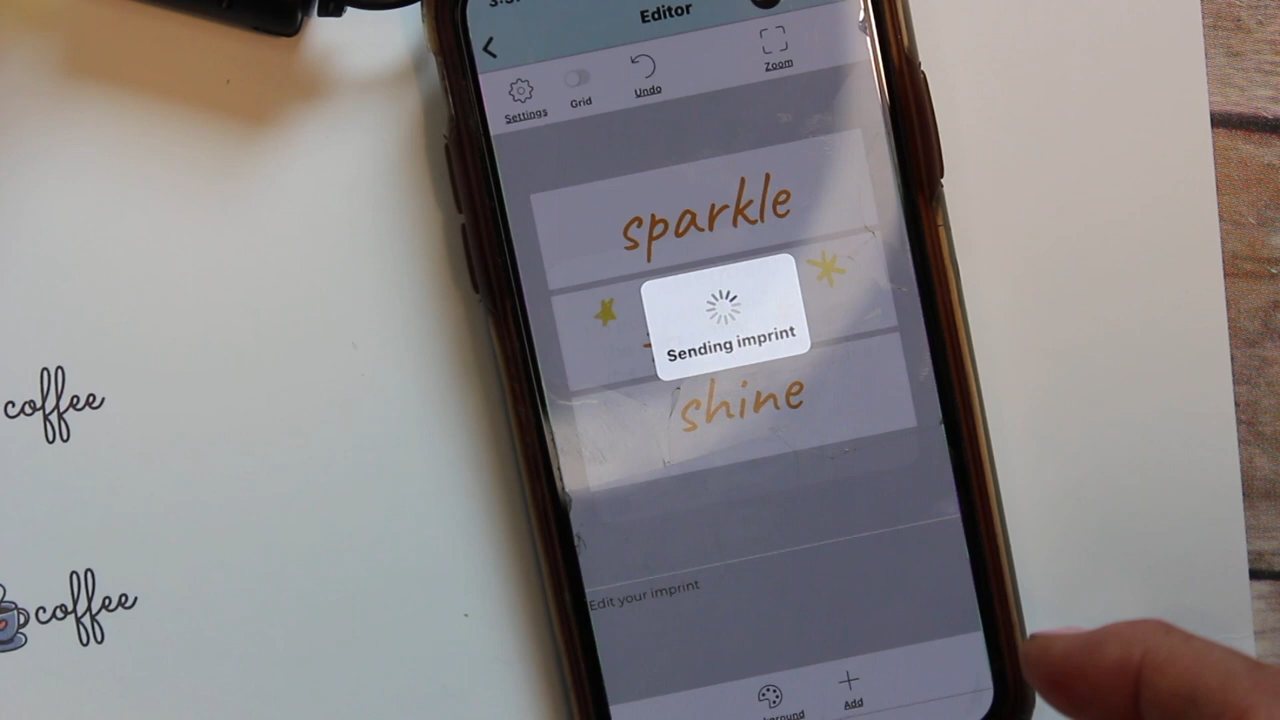 Editor
Settings
Grid
Undo
Zoom
sparkle
Sending imprint
shine
Edit your imprint
Add
coffee
coffee